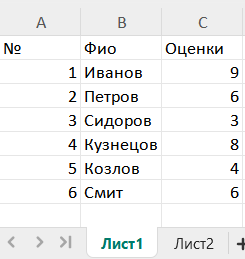 A B C
№ Фио Оценки
1 Иванов 9
2 Петров 6
3 Сидоров 3
4 Кузнецов 8
5 Козлов 4
6 Смит 6
Лист1 Лист2